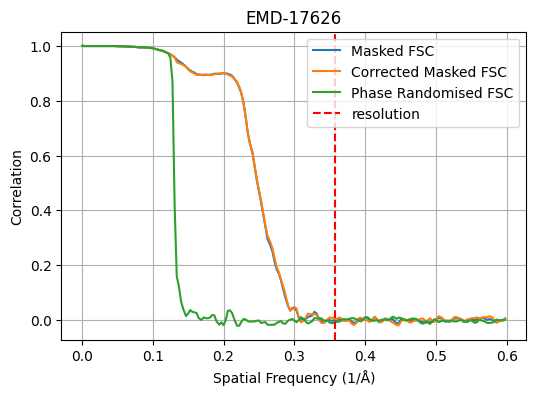 EMD-17626
Masked FSC
Corrected Masked FSC
Phase Randomised FSC
resolution
Correlation
1.0
0.8
0.6
0.4
0.2
0.0
0.0 0.1 0.2 0.3 0.4 0.5 0.6
Spatial Frequency (1/Å)